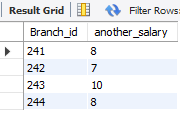 Result Grid Filter Rows:
Branch_id another_salary
241 8
242 7
243 10
244 8